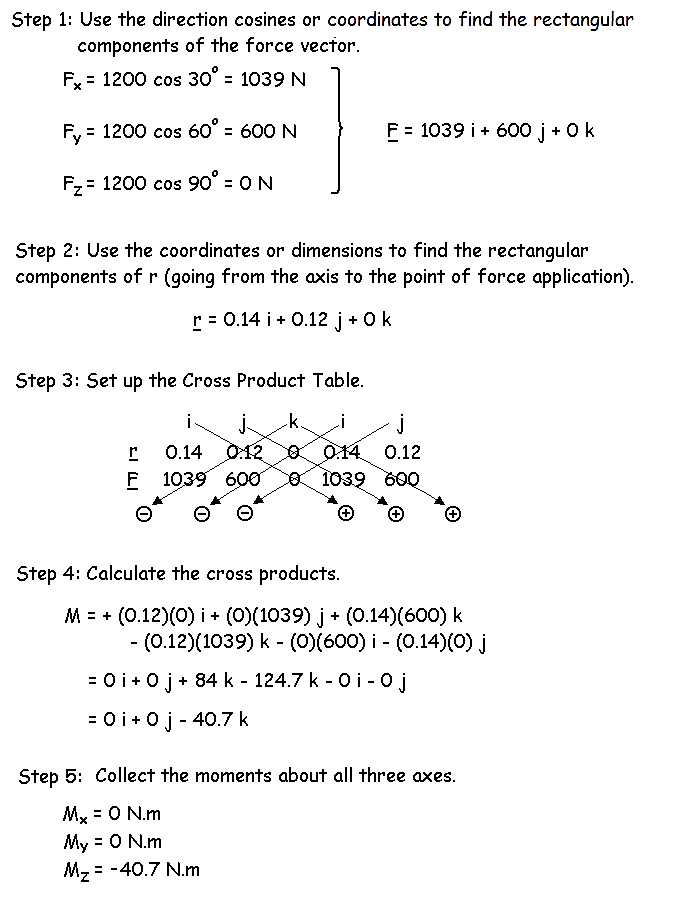 Step 1: Use the direction cosines or coordinates to find the rectangular
components of the force vector.
Fx = 1200 cos 30° = 1039 N
Fy = 1200 cos 60° = 600 N
F = 1039 i + 600 j + 0 k
Fz = 1200 cos 90° = 0 N
Step 2: Use the coordinates or dimensions to find the rectangular
components of r (going from the axis to the point of force application).
r = 0.14 i + 0.12 j + 0 k
Step 3: Set up the Cross Product Table.
i j k i j
r 0.14 0.12 0 0.14 0.12
F 1039 600 0 1039 600
⊖ ⊖ ⊖ ⊕ ⊕ ⊕
Step 4: Calculate the cross products.
M = + (0.12)(0) i + (0)(1039) j + (0.14)(600) k
- (0.12)(1039) k - (0)(600) i - (0.14)(0) j
= 0 i + 0 j + 84 k - 124.7 k - 0 i - 0 j
= 0 i + 0 j - 40.7 k
Step 5: Collect the moments about all three axes.
Mx = 0 N.m
My = 0 N.m
Mz = -40.7 N.m